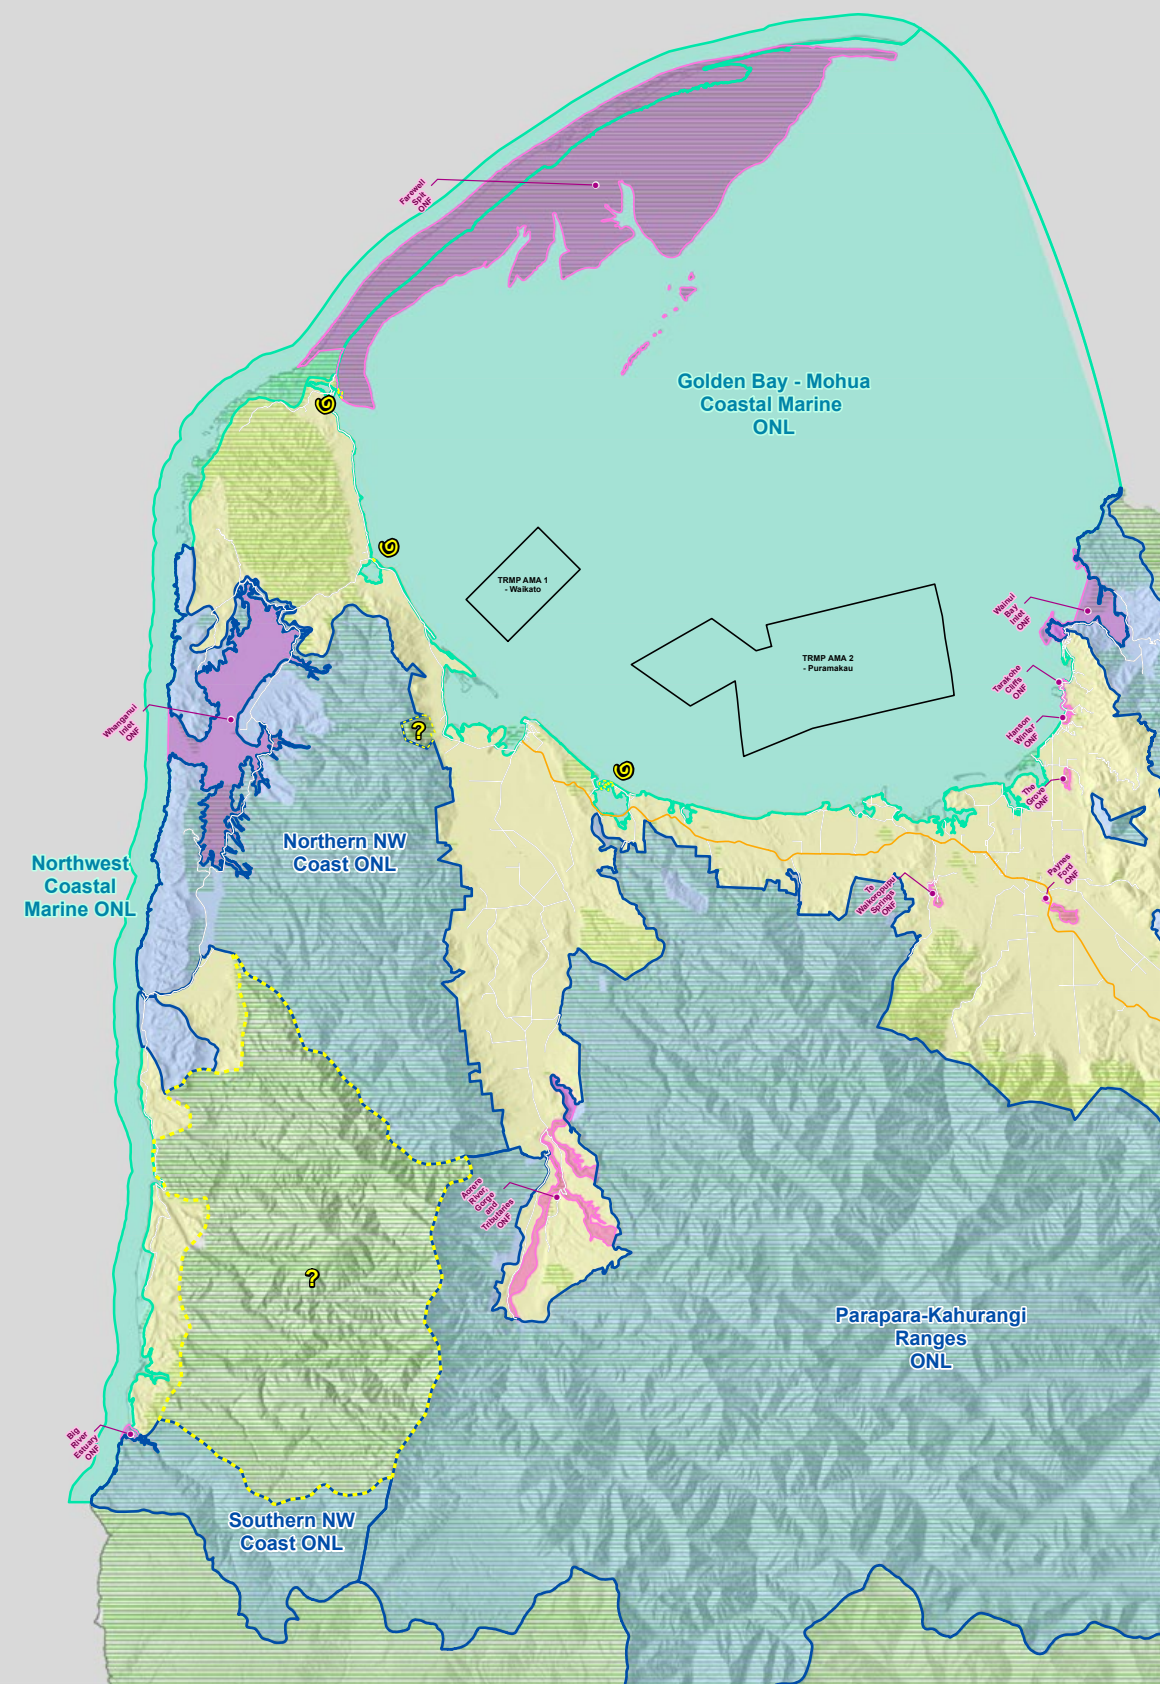 Farewell
Spit
ONF
Golden Bay - Mohua
Coastal Marine
ONL
TRMP AMA 1
- Waikato
Wainui
Bay
Inlet
ONF
TRMP AMA 2
- Puramakau
Tarakohe
Cliffs
ONF
Whanganui
Inlet
ONF
Hanson
Winter
ONF
?
The
Grove
ONF
Northern NW
Coast ONL
Northwest
Coastal
Marine ONL
Te
Waikoropupu
Springs
ONF
Paynes
Ford
ONF
Aorere
River,
Gorge
and
Tributaries
ONF
?
Parapara-Kahurangi
Ranges
ONL
Big
River
Estuary
ONF
Southern NW
Coast ONL